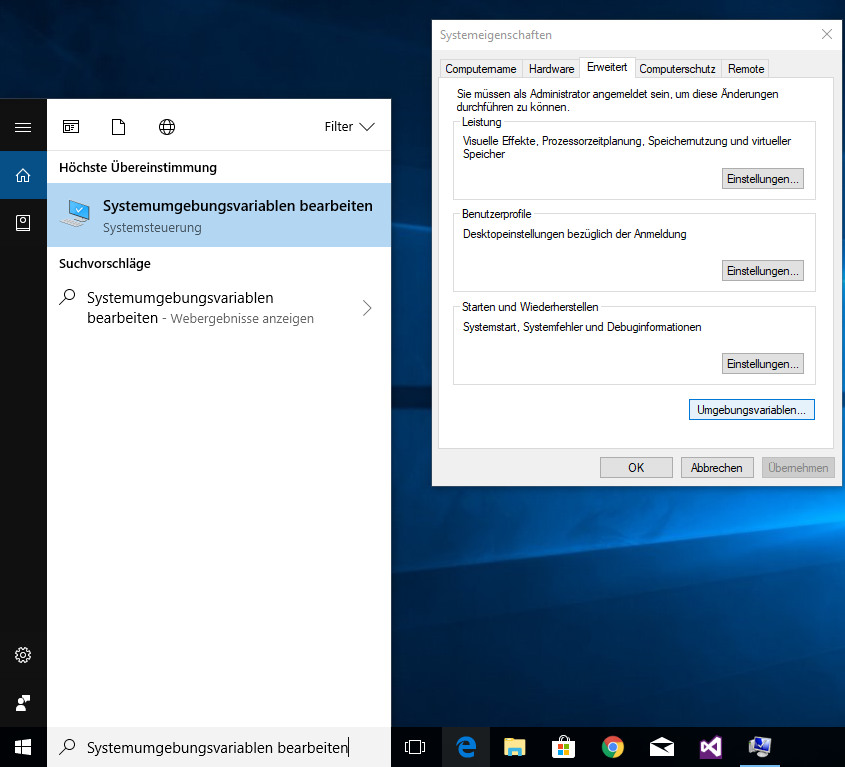 Filter
Höchste Übereinstimmung
Systemumgebungsvariablen bearbeiten
Systemsteuerung
Suchvorschläge
Systemumgebungsvariablen
bearbeiten - Webergebnisse anzeigen
Systemumgebungsvariablen bearbeiten
Systemeigenschaften
Computername Hardware Erweitert Computerschutz Remote
Sie müssen als Administrator angemeldet sein, um diese Änderungen
durchführen zu können.
Leistung
Visuelle Effekte, Prozessorzeitplanung, Speichernutzung und virtueller
Speicher
Einstellungen...
Benutzerprofile
Desktopeinstellungen bezüglich der Anmeldung
Einstellungen...
Starten und Wiederherstellen
Systemstart, Systemfehler und Debuginformationen
Einstellungen...
Umgebungsvariablen...
OK Abbrechen Übernehmen